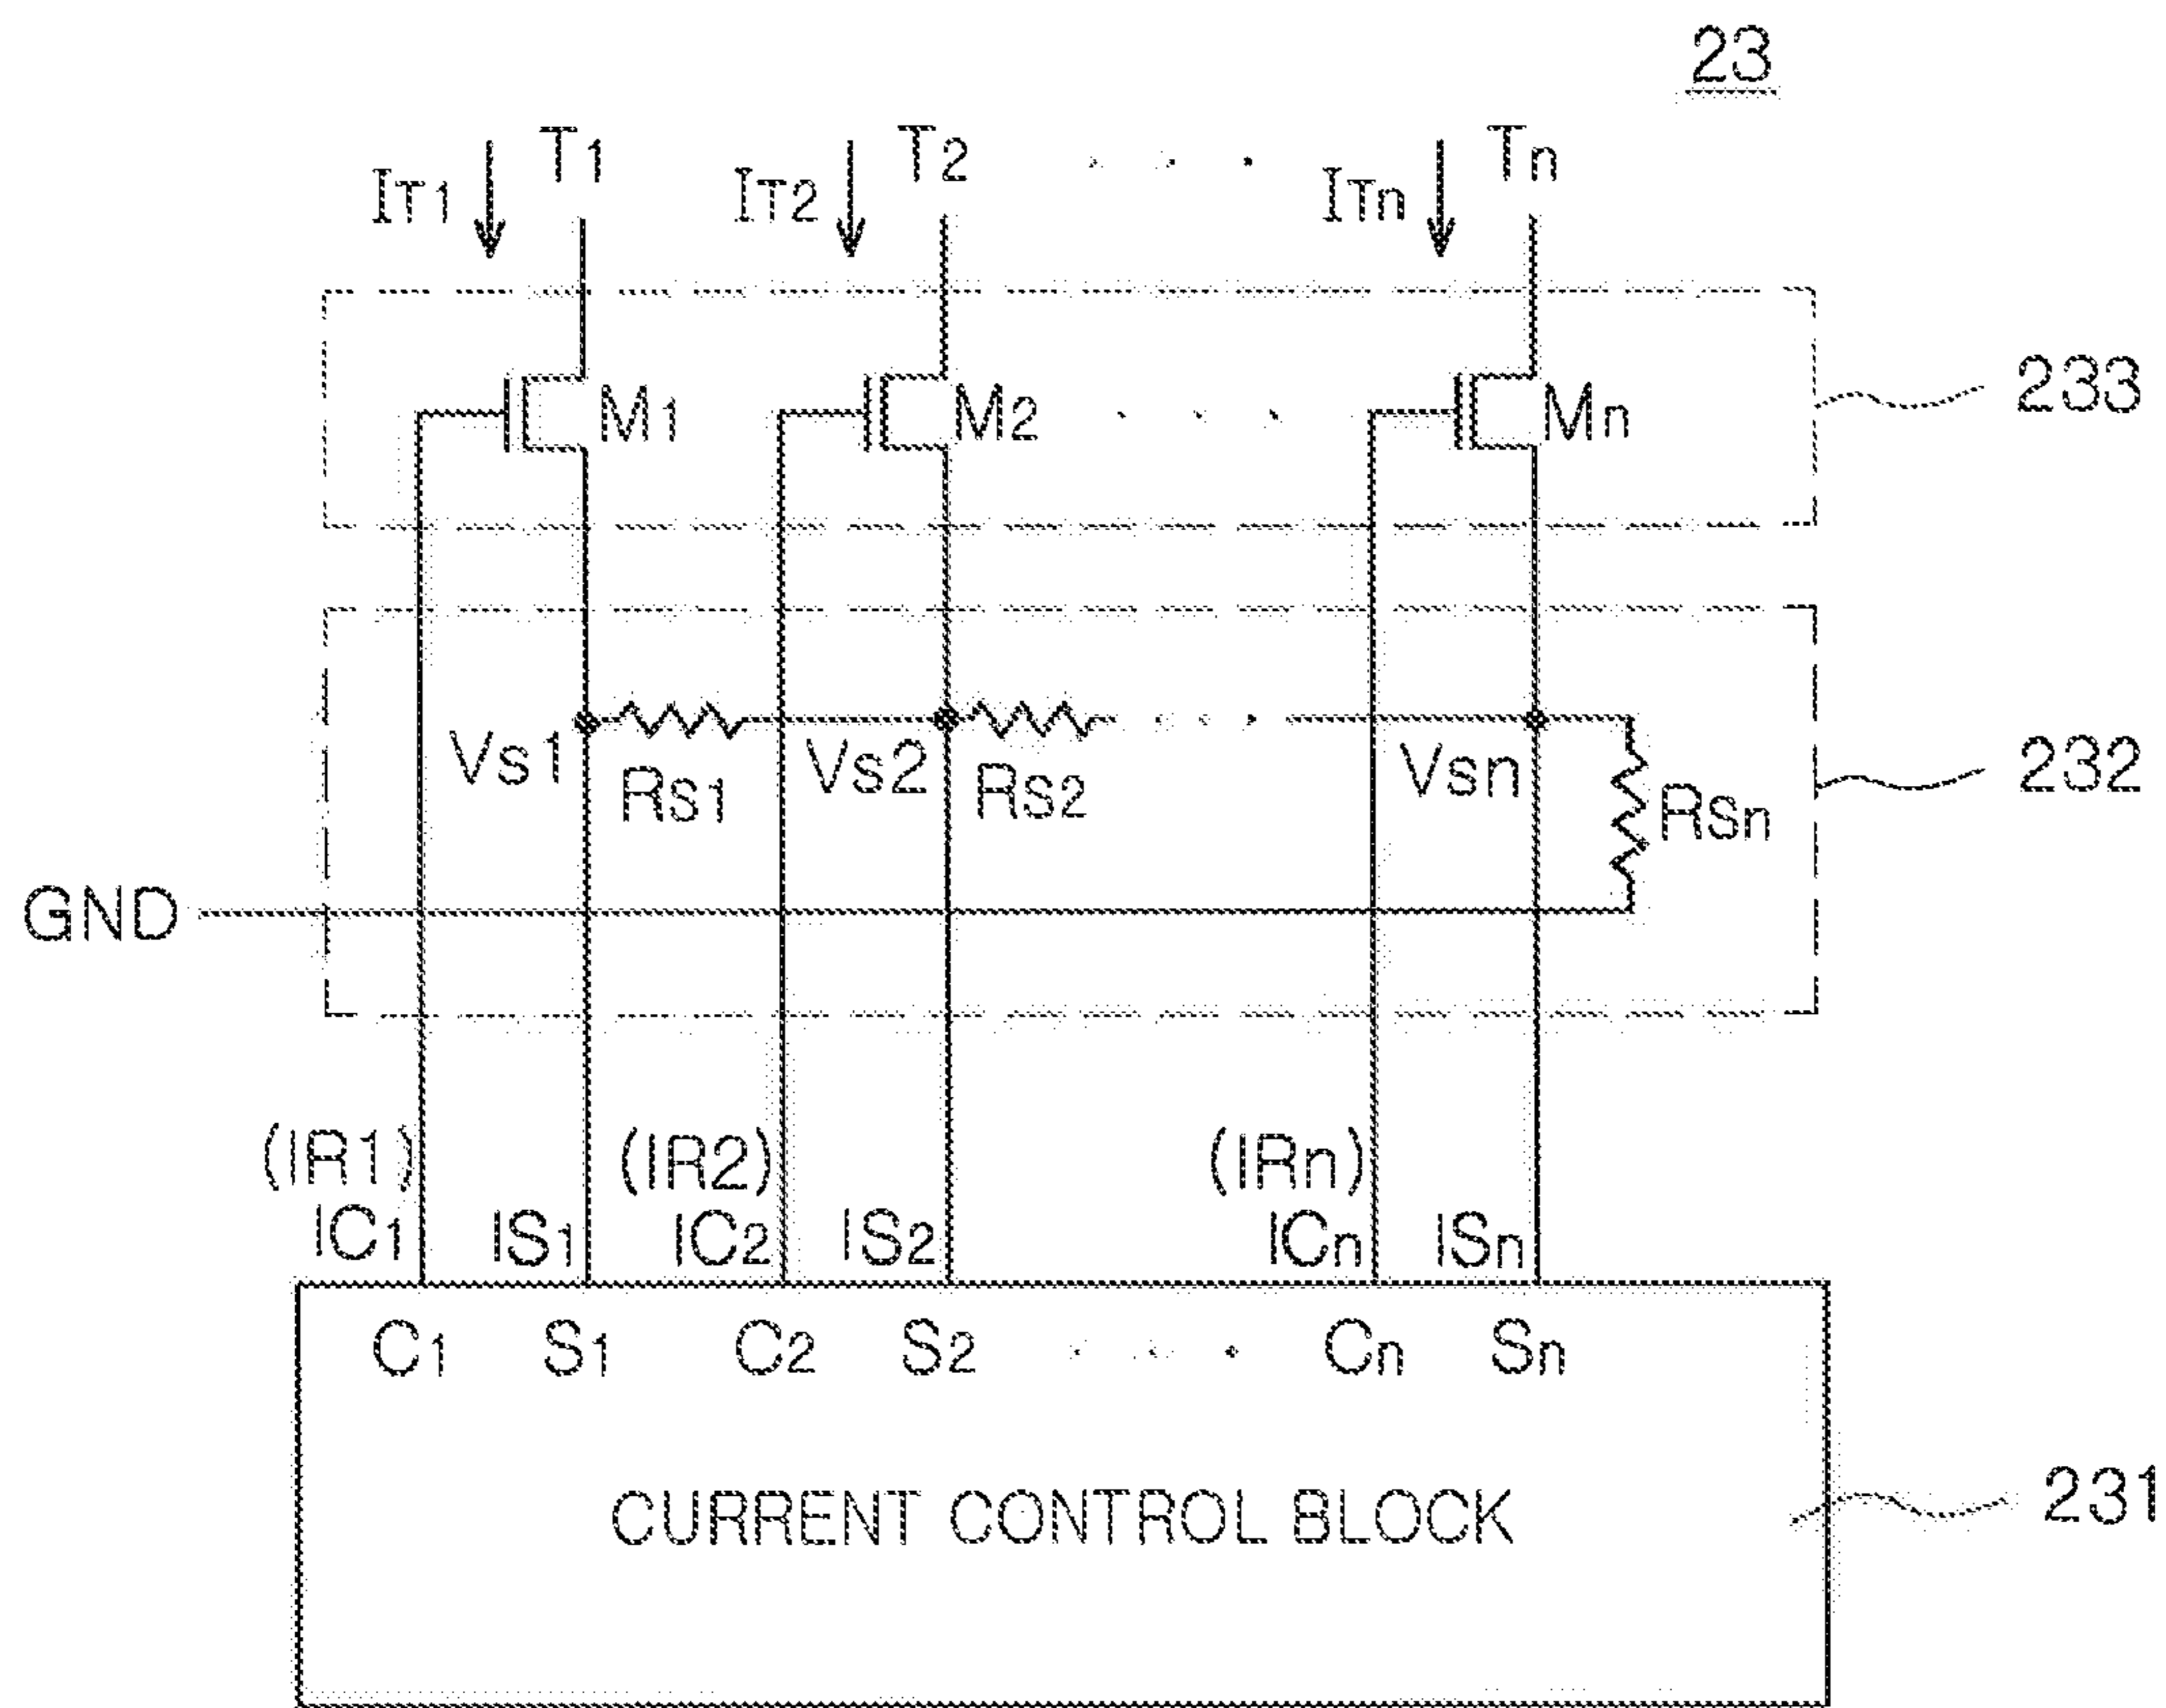 23
IT1 T1 IT2 T2 ITn Tn
M1 M2 Mn 233
Vs1 RS1 Vs2 RS2 Vsn RSn 232
GND
(IR1) (IR2) (IRn)
IC1 IS1 IC2 IS2 ICn ISn
C1 S1 C2 S2 Cn Sn
CURRENT CONTROL BLOCK 231